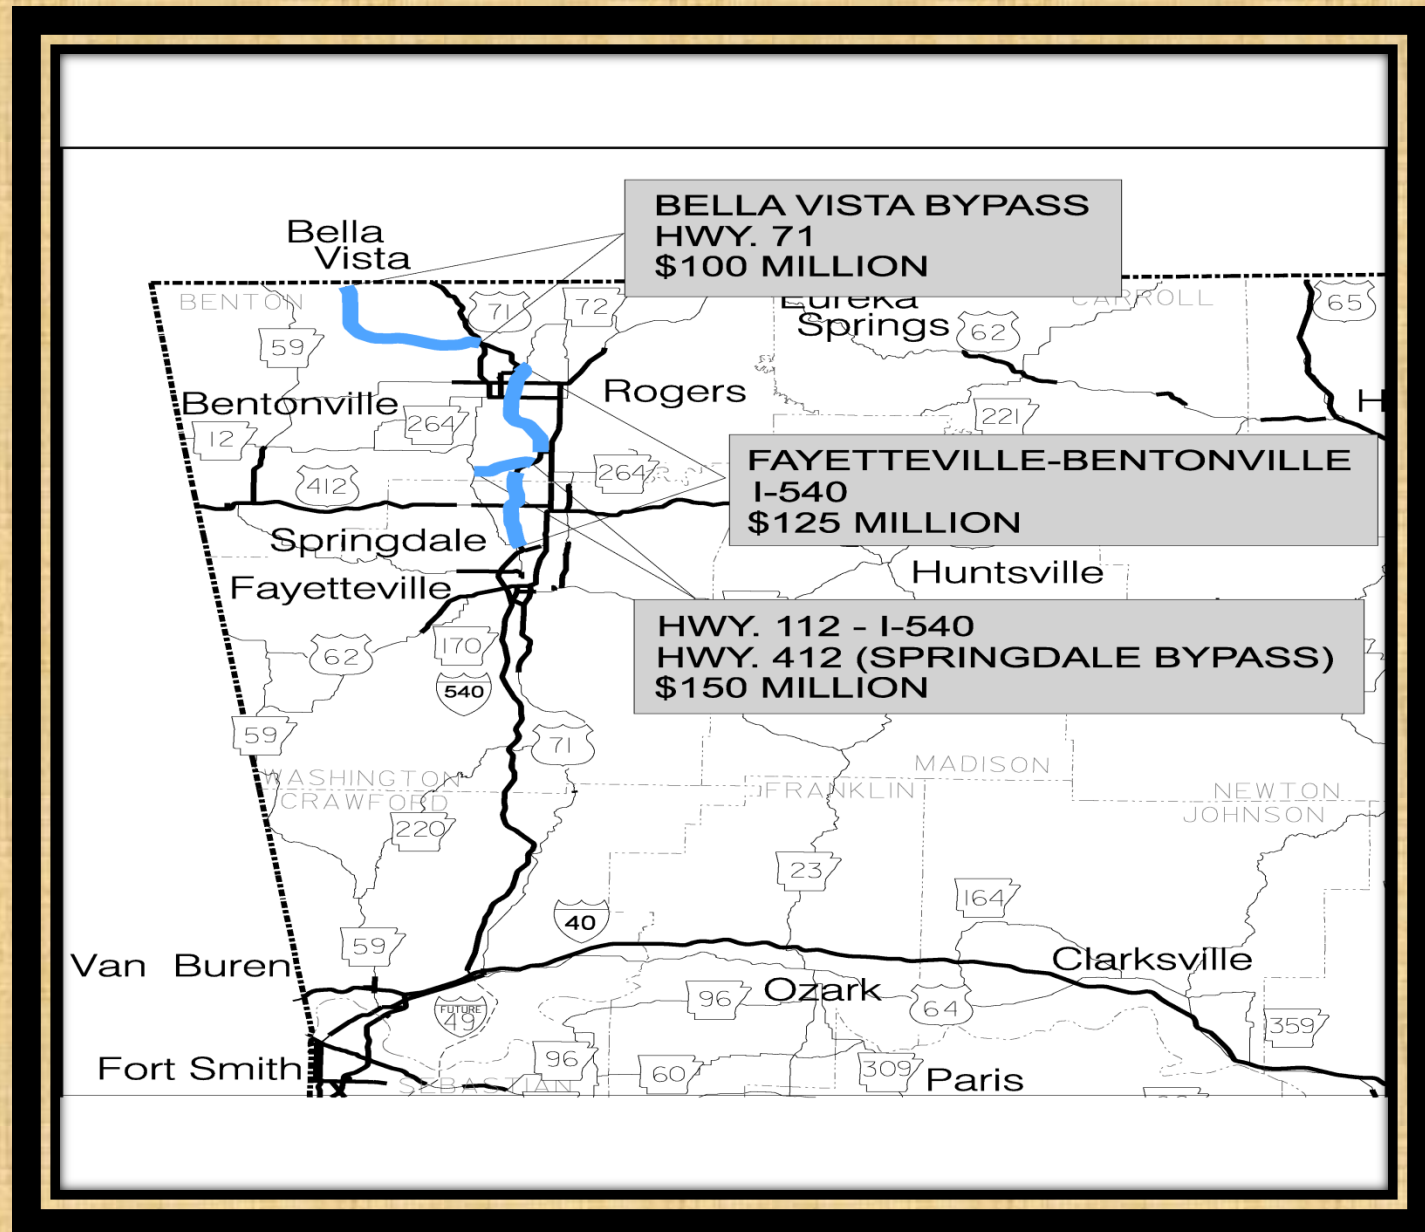 BELLA VISTA BYPASS
HWY. 71
$100 MILLION
Bella
Vista
BENTON
71
72
Eureka
Springs
62
CARROLL
65
59
Rogers
Bentonville
264
12
221
H
412
264
FAYETTEVILLE-BENTONVILLE
I-540
$125 MILLION
Springdale
Fayetteville
Huntsville
HWY. 112 - I-540
HWY. 412 (SPRINGDALE BYPASS)
$150 MILLION
62
170
540
59
71
WASHINGTON
CRAWFORD
MADISON
FRANKLIN
NEWTON
JOHNSON
220
23
164
40
59
Van Buren
Clarksville
Ozark
96
64
FUTURE
49
359
Fort Smith
96
60
309
Paris
SEBASTIAN